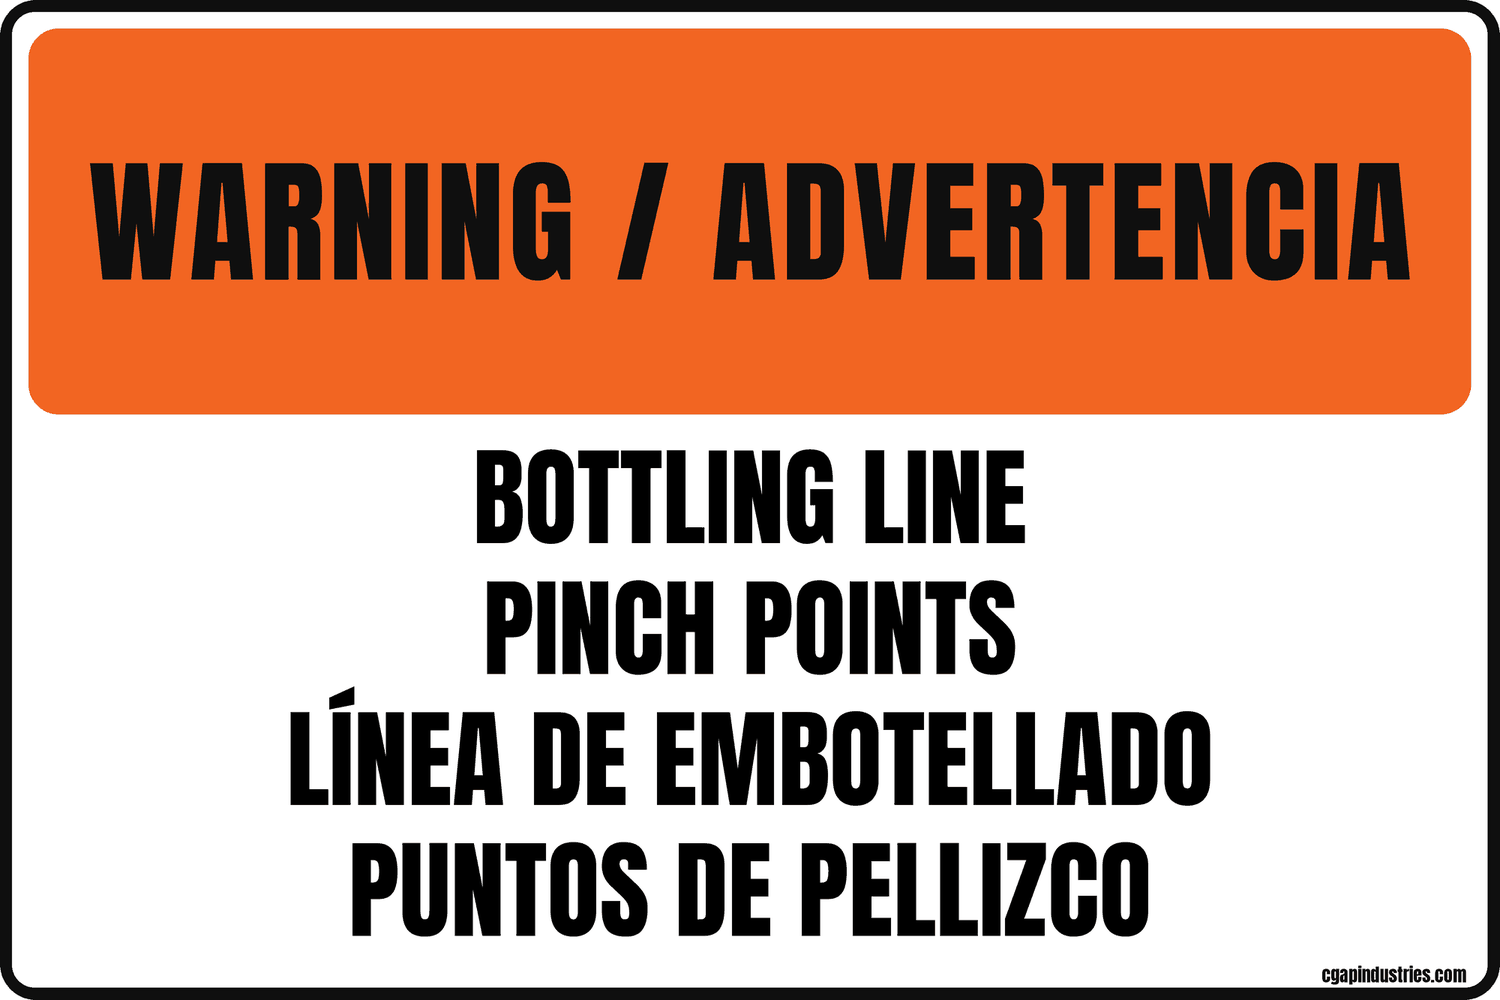 WARNING / ADVERTENCIA
BOTTLING LINE
PINCH POINTS
LÍNEA DE EMBOTELLADO
PUNTOS DE PELLIZCO
cgapindustries.com